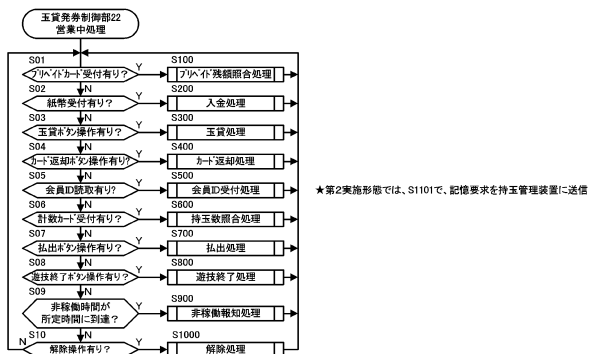 玉貸発券制御部22
営業中処理
S01
プリペイドカード受付有り？
Y
S100
プリペイド残額照合処理
N
S02
紙幣受付有り？
Y
S200
入金処理
N
S03
玉貸ボタン操作有り？
Y
S300
玉貸処理
N
S04
カード返却ボタン操作有り?
Y
S400
カード返却処理
N
S05
会員ID読取有り?
Y
S500
会員ID受付処理
N
S06
計数カード受付有り？
Y
S600
持玉数照合処理
N
S07
払出ボタン操作有り？
Y
S700
払出処理
N
S08
遊技終了ボタン操作有り？
Y
S800
遊技終了処理
N
S09
非稼働時間が
所定時間に到達？
Y
S900
非稼働報知処理
N
S10
解除操作有り？
N
Y
S1000
解除処理
★第2実施形態では、S1101で、記憶要求を持玉管理装置に送信